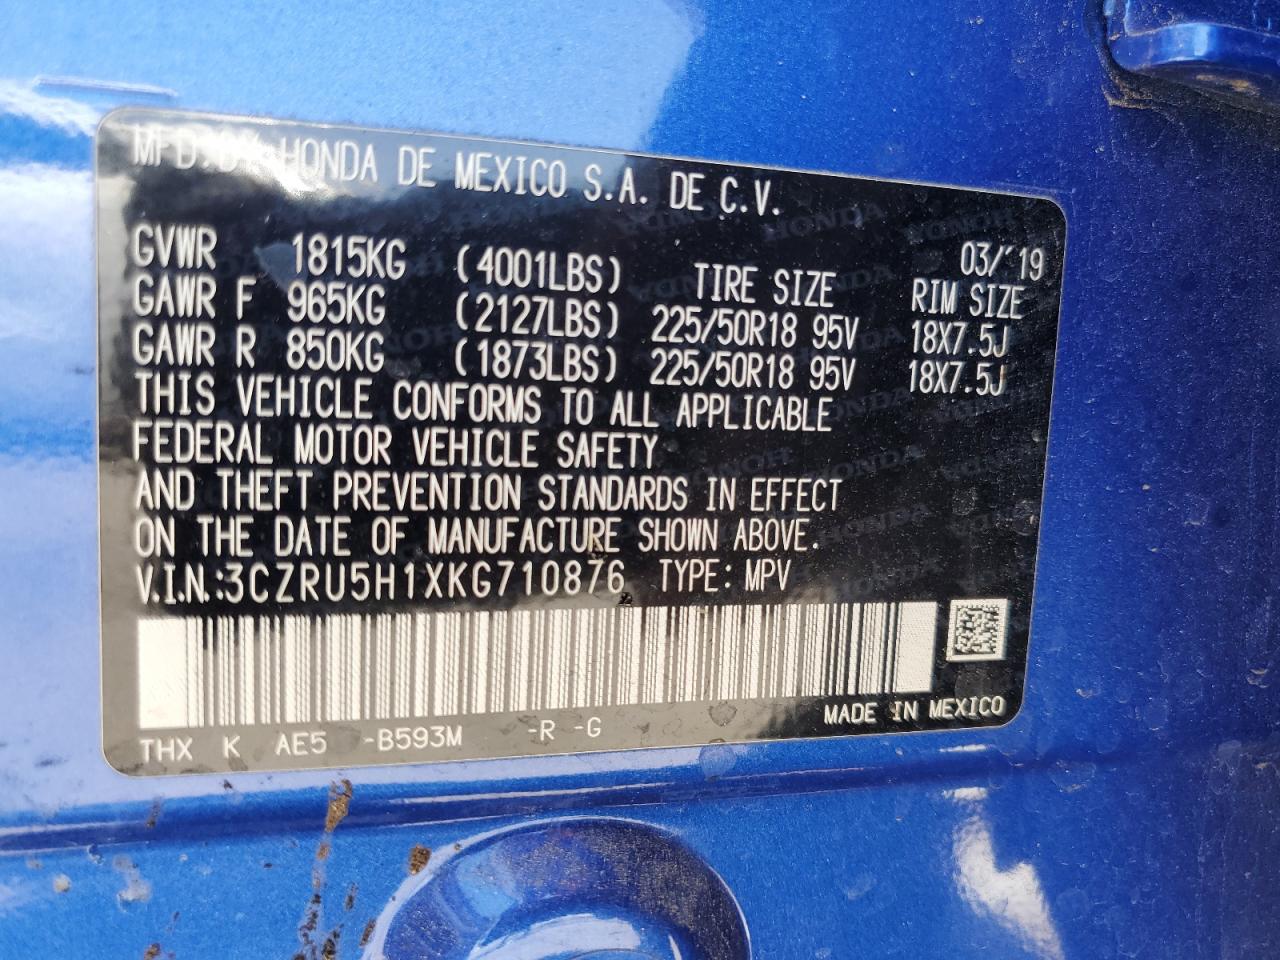 MFD. BY HONDA DE MEXICO S.A. DE C.V.
03/'19
GVWR 1815KG (4001LBS) TIRE SIZE RIM SIZE
GAWR F 965KG (2127LBS) 225/50R18 95V 18X7.5J
GAWR R 850KG (1873LBS) 225/50R18 95V 18X7.5J
THIS VEHICLE CONFORMS TO ALL APPLICABLE
FEDERAL MOTOR VEHICLE SAFETY
AND THEFT PREVENTION STANDARDS IN EFFECT
ON THE DATE OF MANUFACTURE SHOWN ABOVE.
V.I.N.:3CZRU5H1XKG710876 TYPE: MPV
MADE IN MEXICO
THX K AE5 -B593M -R -G